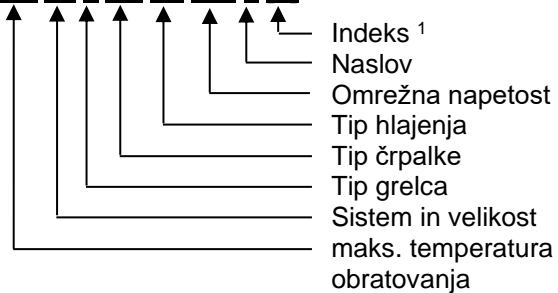 Indeks ¹
Naslov
Omrežna napetost
Tip hlajenja
Tip črpalke
Tip grelca
Sistem in velikost
maks. temperatura
obratovanja